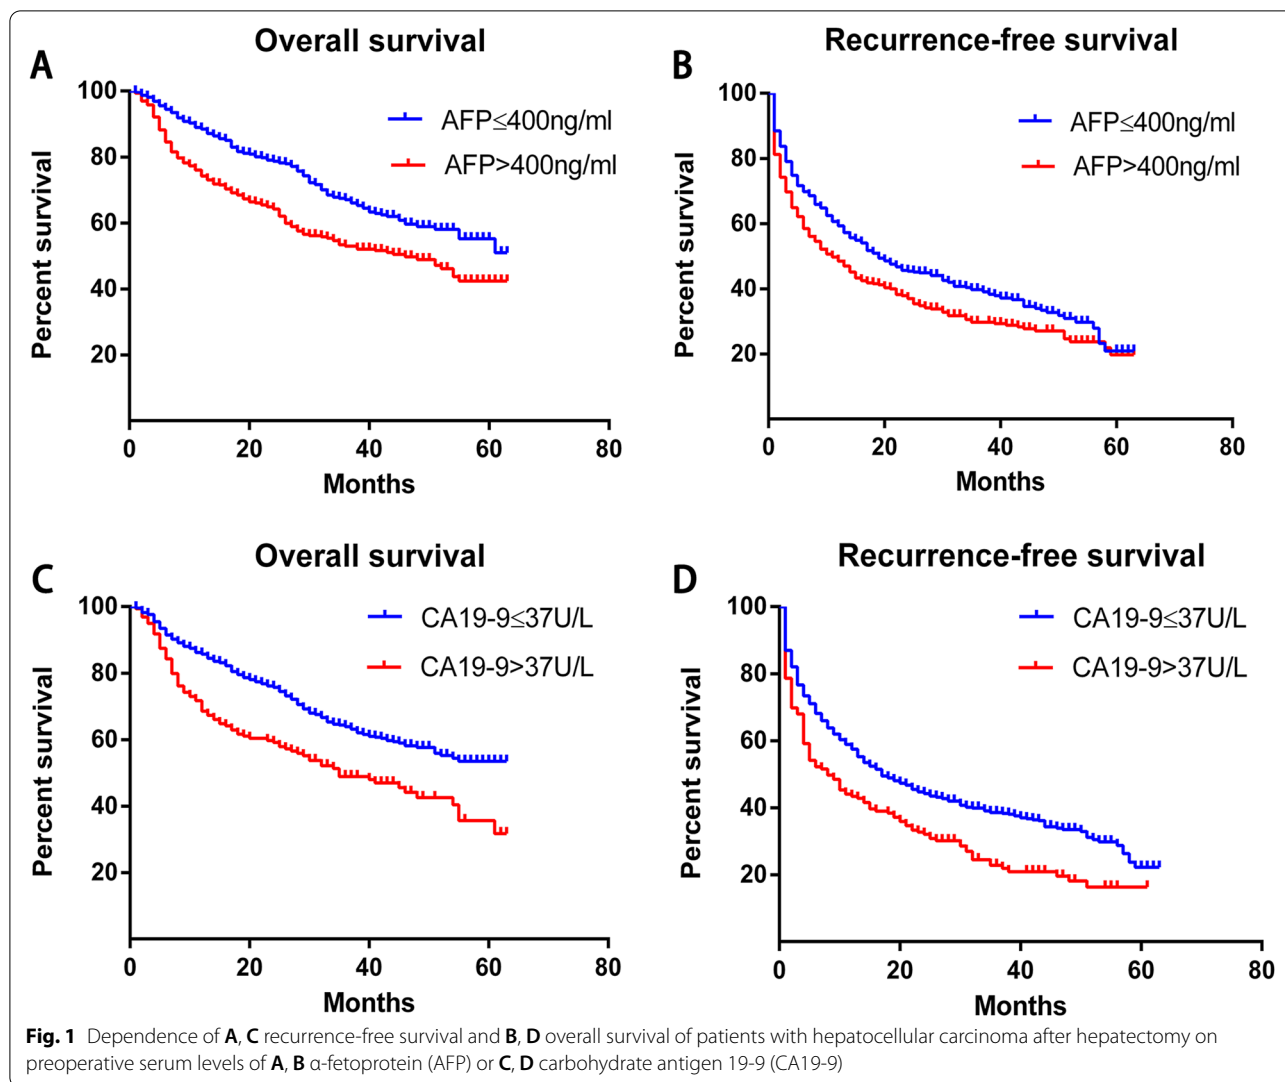 Overall survival
A
100
80
60
40
20
0 20 40 60 80
Percent survival
Months
AFP≤400ng/ml
AFP>400ng/ml
Recurrence-free survival
B
100
80
60
40
20
0 20 40 60 80
Percent survival
Months
AFP≤400ng/ml
AFP>400ng/ml
Overall survival
C
100
80
60
40
20
0 20 40 60 80
Percent survival
Months
CA19-9≤37U/L
CA19-9>37U/L
Recurrence-free survival
D
100
80
60
40
20
0 20 40 60 80
Percent survival
Months
CA19-9≤37U/L
CA19-9>37U/L
Fig. 1 Dependence of A, C recurrence-free survival and B, D overall survival of patients with hepatocellular carcinoma after hepatectomy on
preoperative serum levels of A, B α-fetoprotein (AFP) or C, D carbohydrate antigen 19-9 (CA19-9)